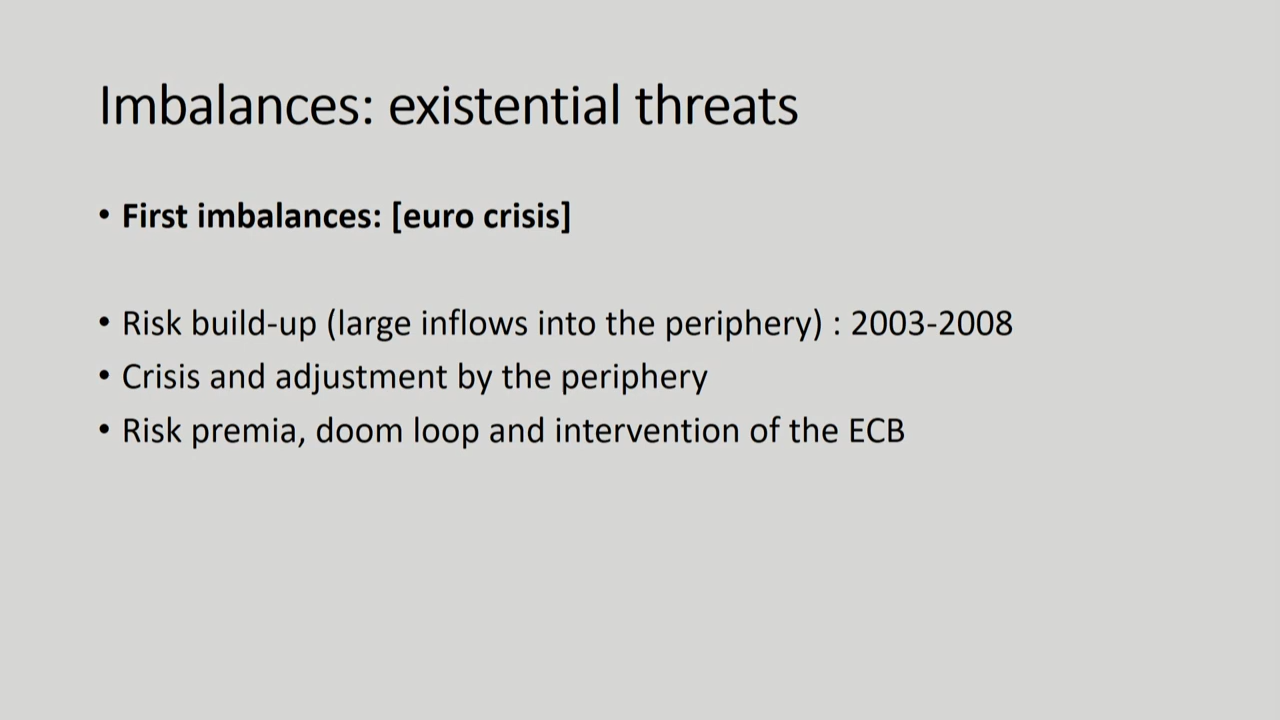 Imbalances: existential threats
• First imbalances: [euro crisis]
• Risk build-up (large inflows into the periphery) : 2003-2008
• Crisis and adjustment by the periphery
• Risk premia, doom loop and intervention of the ECB